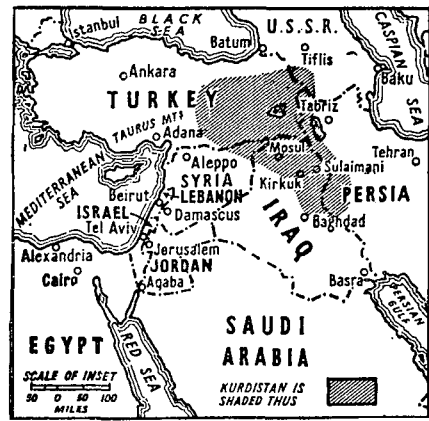 BLACK
SEA
Istanbul
U.S.S.R.
Batum
Tiflis
CASPIAN
SEA
Baku
Ankara
TURKEY
Tabriz
TAURUS MTS
Adana
Mosul
Tehran
Aleppo
Sulaimani
MEDITERRANEAN
SEA
SYRIA
Kirkuk
PERSIA
Beirut
LEBANON
IRAQ
ISRAEL
Damascus
Baghdad
Tel Aviv
Alexandria
Jerusalem
Cairo
JORDAN
Basra
Aqaba
PERSIAN
GULF
EGYPT
RED SEA
SAUDI
ARABIA
SCALE OF INSET
50 0 50 100
MILES
KURDISTAN IS
SHADED THUS